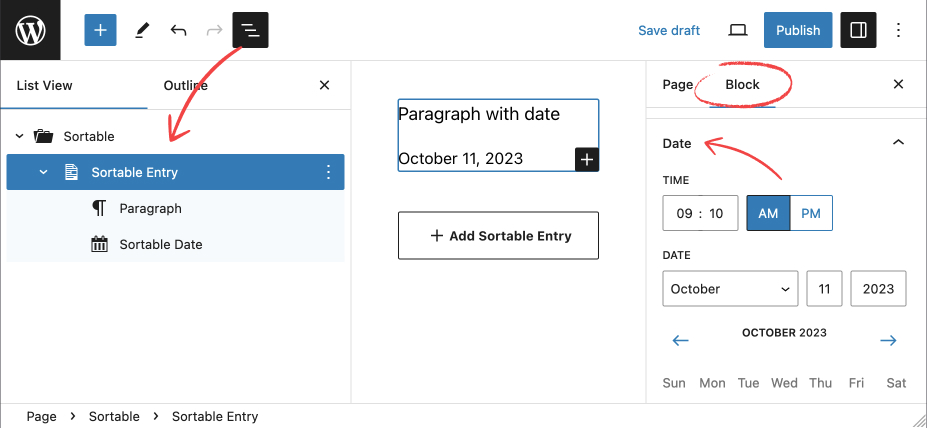 Save draft
Publish
List View
Outline
Sortable
Sortable Entry
Paragraph
Sortable Date
Paragraph with date
October 11, 2023
+ Add Sortable Entry
Page
Block
Date
TIME
09 : 10
AM
PM
DATE
October
11
2023
OCTOBER 2023
Sun Mon Tue Wed Thu Fri Sat
Page > Sortable > Sortable Entry